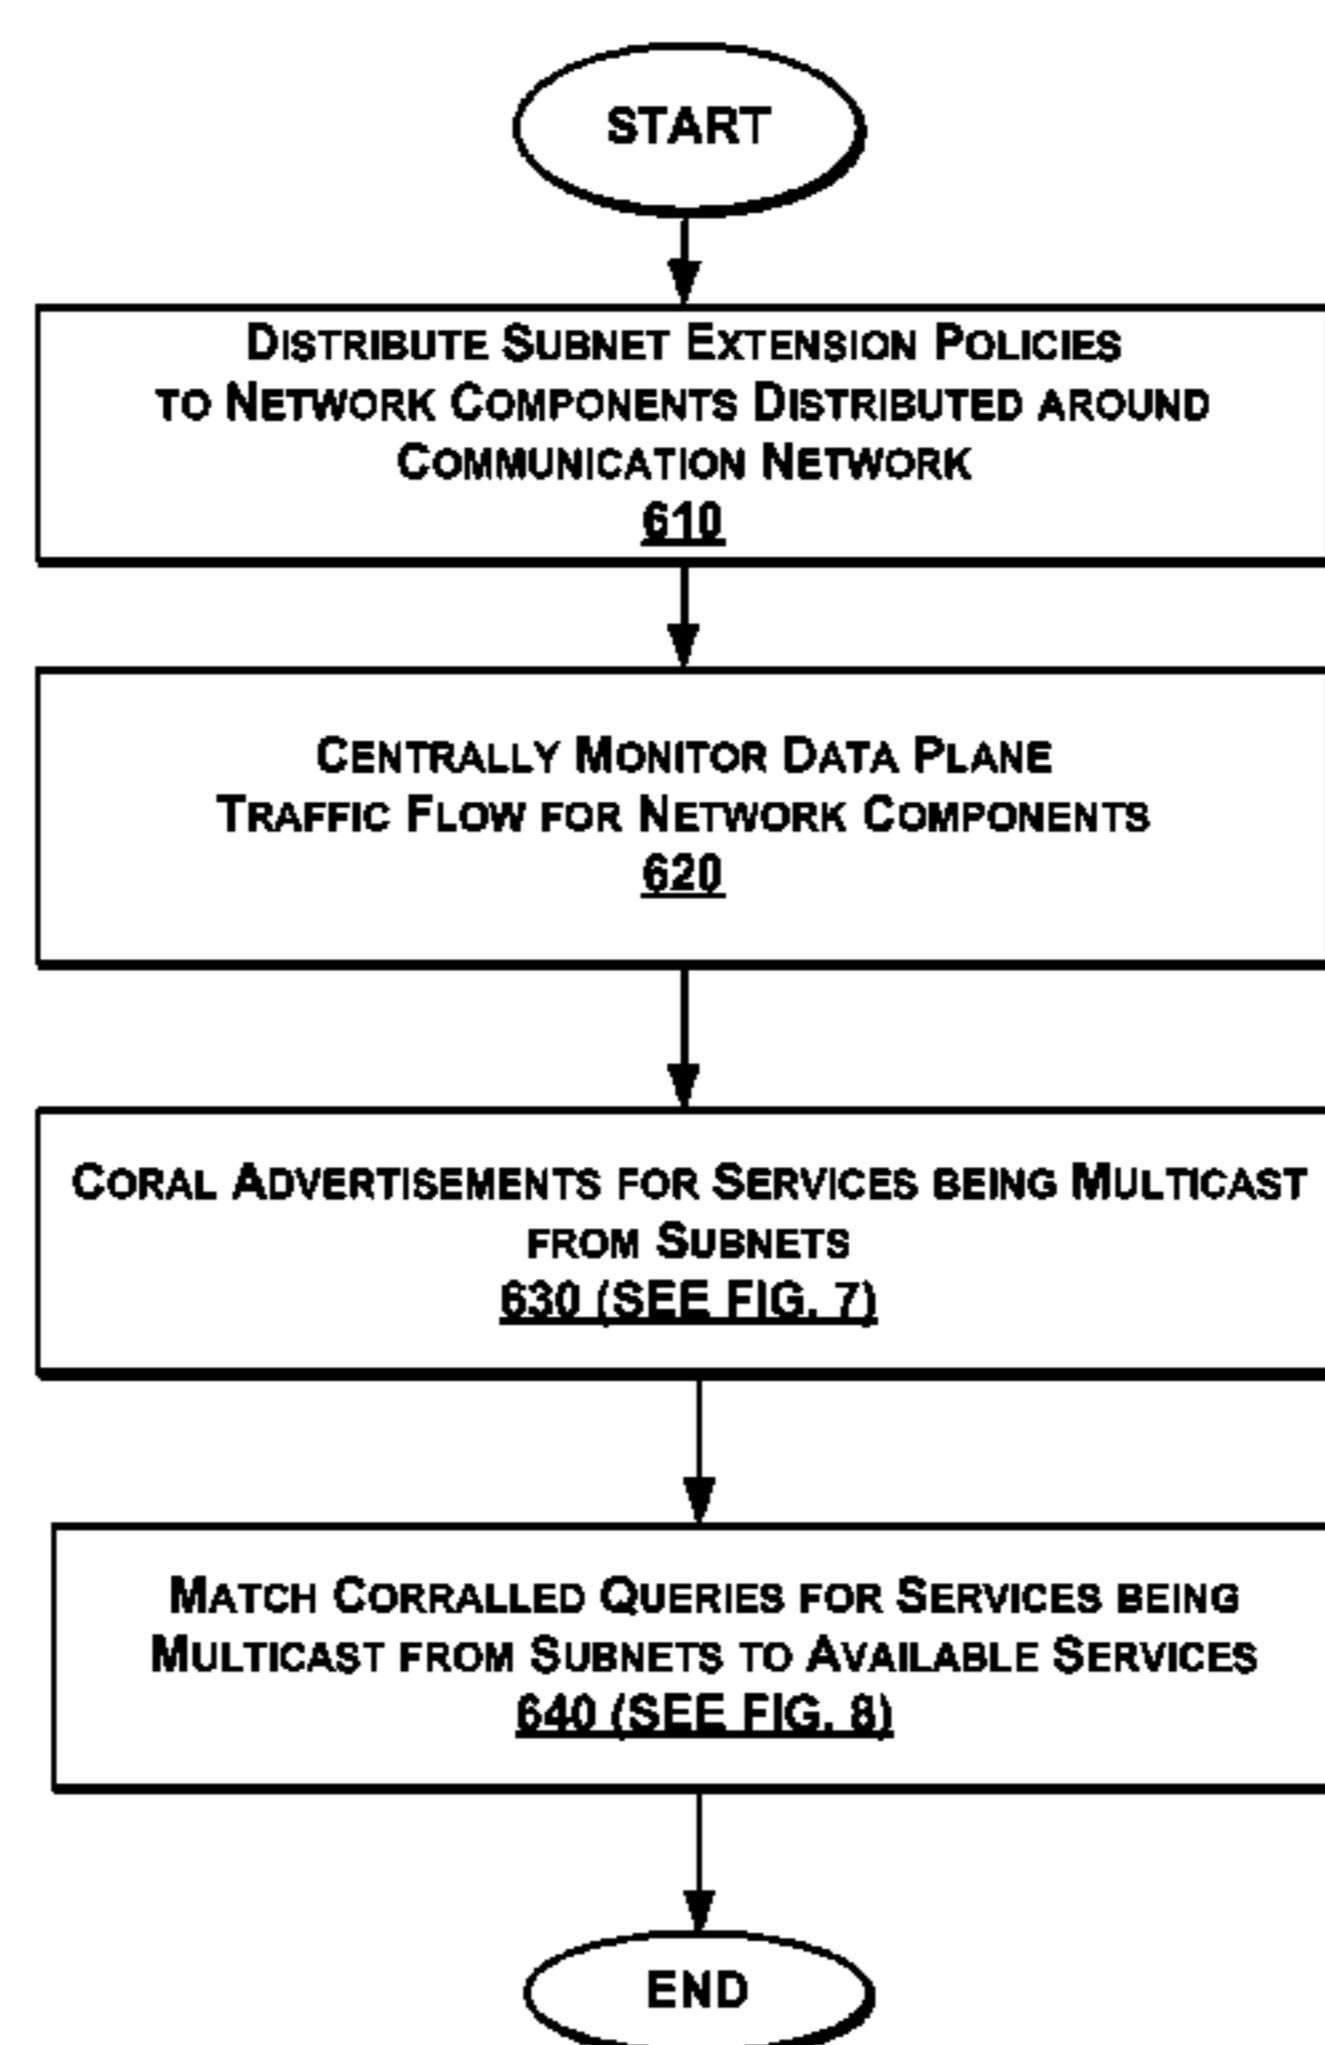 START
DISTRIBUTE SUBNET EXTENSION POLICIES
TO NETWORK COMPONENTS DISTRIBUTED AROUND
COMMUNICATION NETWORK
610
CENTRALLY MONITOR DATA PLANE
TRAFFIC FLOW FOR NETWORK COMPONENTS
620
CORAL ADVERTISEMENTS FOR SERVICES BEING MULTICAST
FROM SUBNETS
630 (SEE FIG. 7)
MATCH CORRALLED QUERIES FOR SERVICES BEING
MULTICAST FROM SUBNETS TO AVAILABLE SERVICES
640 (SEE FIG. 8)
END